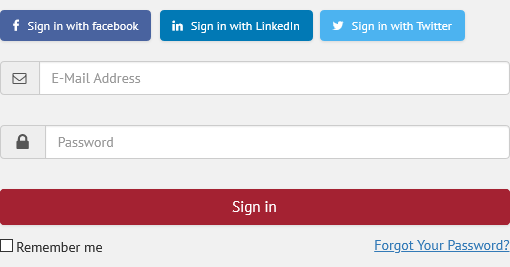 Sign in with facebook
Sign in with LinkedIn
Sign in with Twitter
E-Mail Address
Password
Sign in
Remember me
Forgot Your Password?